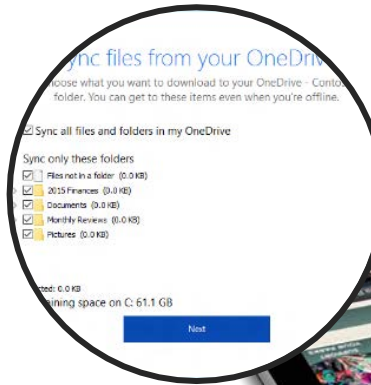 ync files from your OneDriv
hoose what you want to download to your OneDrive - Contos
folder. You can get to these items even when you're offline.
Sync all files and folders in my OneDrive
Sync only these folders
Files not in a folder (0.0 KB)
2015 Finances (0.0 KB)
Documents (0.0 KB)
Monthly Reviews (0.0 KB)
Pictures (0.0 KB)
cted: 0.0 KB
aining space on C: 61.1 GB
Next